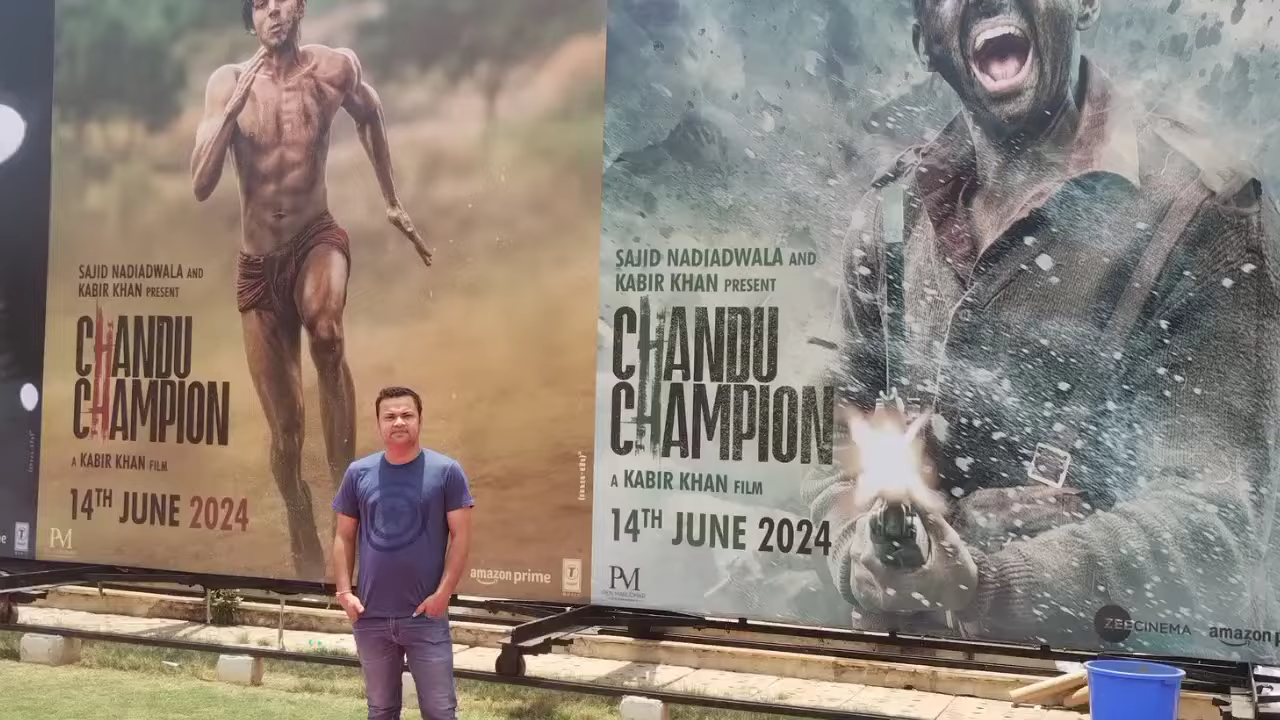 SAJID NADIADWALA AND
KABIR KHAN PRESENT
CHANDU
CHAMPION
A KABIR KHAN FILM
14TH JUNE 2024
PM
amazon prime
SAJID NADIADWALA AND
KABIR KHAN PRESENT
CHANDU
CHAMPION
A KABIR KHAN FILM
14TH JUNE 2024
PM
ZEECINEMA
amazon p